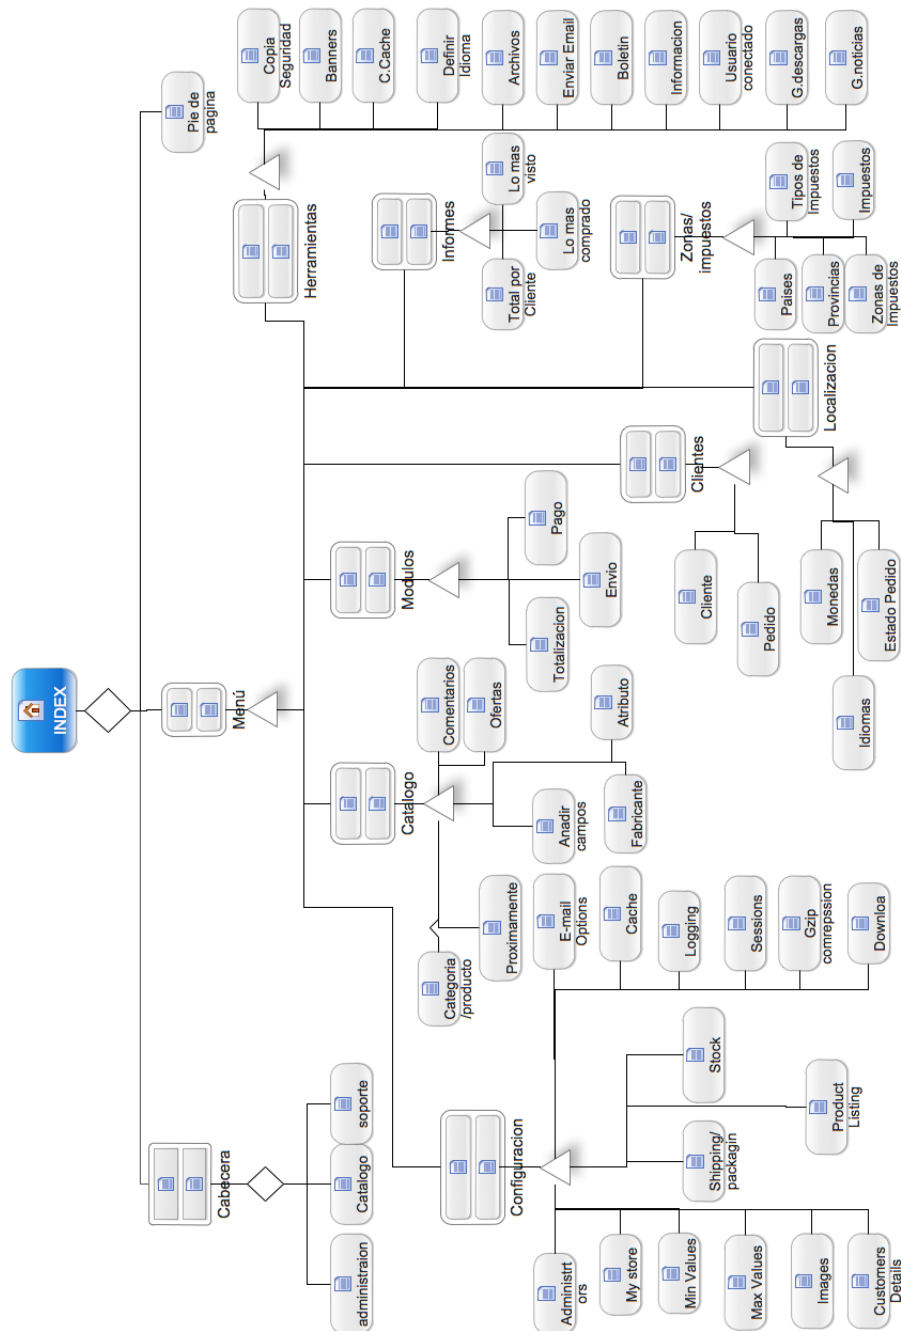 INDEX
Cabecera
Menú
Pie de
pagina
administraion
Catalogo
soporte
Configuracion
Catalogo
Modulos
Clientes
Localizacion
Zonas/
impuestos
Informes
Herramientas
Administrt
ors
My store
Min Values
Max Values
Images
Customers
Details
Shipping/
packagin
Product
Listing
Stock
E-mail
Options
Cache
Logging
Sessions
Gzip
comrepssion
Downloa
Categoria
/producto
Proximamente
Anadir
campos
Fabricante
Atributo
Comentarios
Ofertas
Totalizacion
Envio
Pago
Cliente
Pedido
Monedas
Idiomas
Estado Pedido
Paises
Provincias
Zonas de
Impuestos
Tipos de
Impuestos
Impuestos
Total por
Cliente
Lo mas
comprado
Lo mas
visto
Copia
Seguridad
Banners
C.Cache
Definir
Idioma
Archivos
Enviar Email
Boletin
Informacion
Usuario
conectado
G.descargas
G.noticias